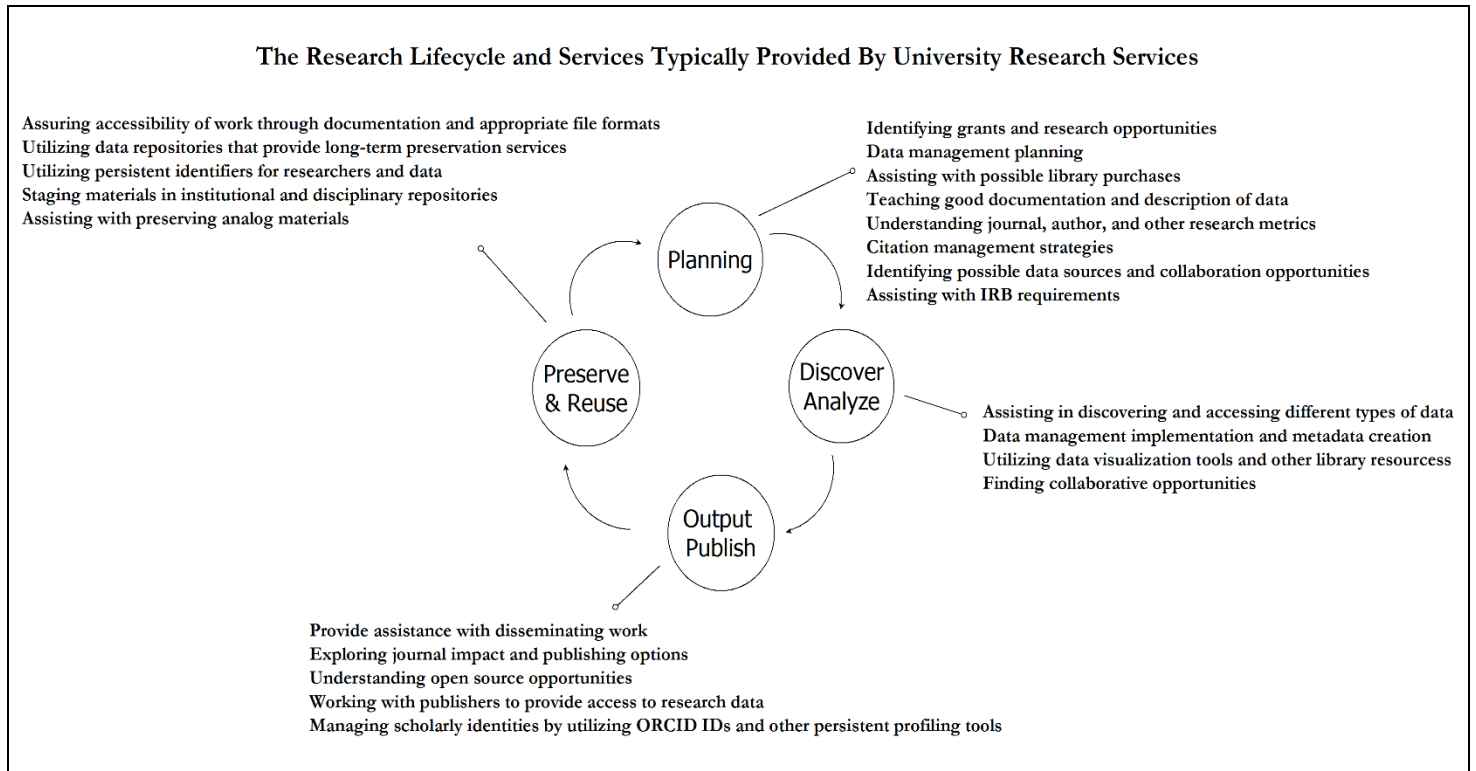 The Research Lifecycle and Services Typically Provided By University Research Services
Assuring accessibility of work through documentation and appropriate file formats
Utilizing data repositories that provide long-term preservation services
Utilizing persistent identifiers for researchers and data
Staging materials in institutional and disciplinary repositories
Assisting with preserving analog materials
Identifying grants and research opportunities
Data management planning
Assisting with possible library purchases
Teaching good documentation and description of data
Understanding journal, author, and other research metrics
Citation management strategies
Identifying possible data sources and collaboration opportunities
Assisting with IRB requirements
Planning
Discover
Analyze
Assisting in discovering and accessing different types of data
Data management implementation and metadata creation
Utilizing data visualization tools and other library resourcess
Finding collaborative opportunities
Output
Publish
Provide assistance with disseminating work
Exploring journal impact and publishing options
Understanding open source opportunities
Working with publishers to provide access to research data
Managing scholarly identities by utilizing ORCID IDs and other persistent profiling tools
Preserve
& Reuse